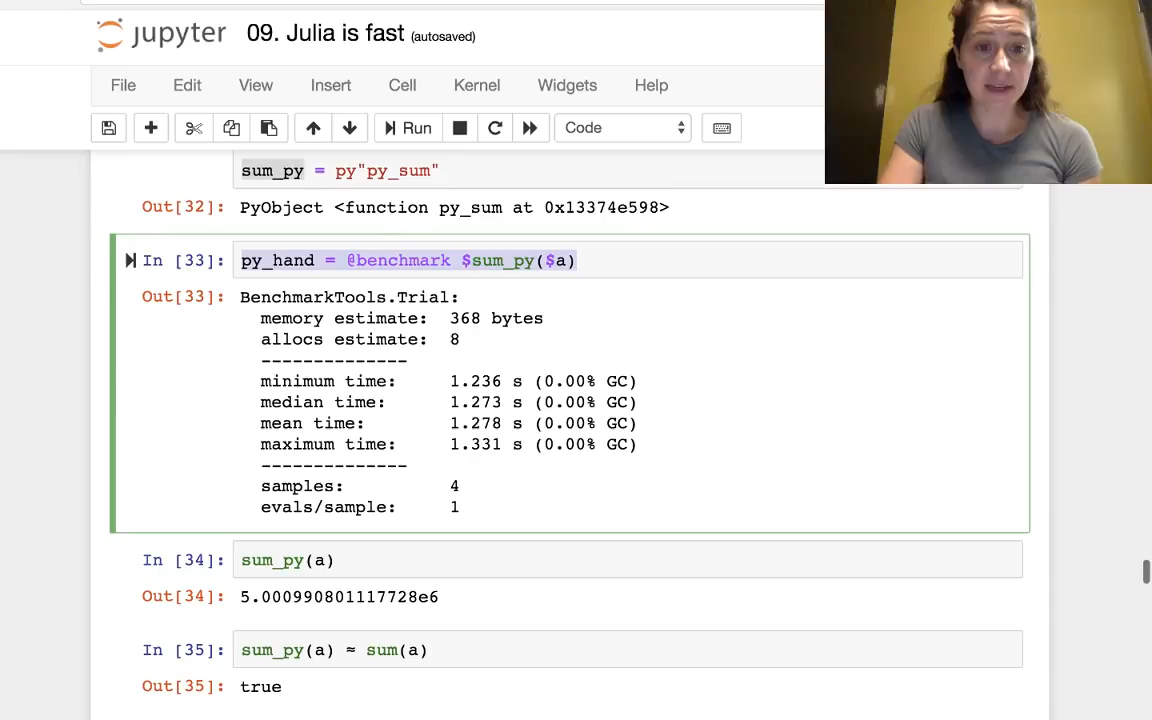 jupyter 09. Julia is fast (autosaved)
File Edit View Insert Cell Kernel Widgets Help
Run Code
sum_py = py"py_sum"
Out[32]: PyObject <function py_sum at 0x13374e598>
In [33]: py_hand = @benchmark $sum_py($a)
Out[33]: BenchmarkTools.Trial:
memory estimate: 368 bytes
allocs estimate: 8
--------------
minimum time: 1.236 s (0.00% GC)
median time: 1.273 s (0.00% GC)
mean time: 1.278 s (0.00% GC)
maximum time: 1.331 s (0.00% GC)
--------------
samples: 4
evals/sample: 1
In [34]: sum_py(a)
Out[34]: 5.000990801117728e6
In [35]: sum_py(a) ≈ sum(a)
Out[35]: true